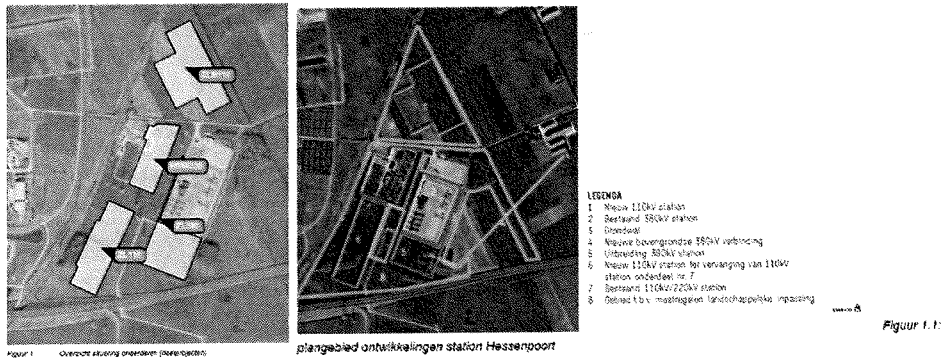 LEGENDA
1 Nieuw 110kV station
2 Bestaand 380kV station
3 Grondwal
4 Nieuwe bovengrondse 380kV verbinding
5 Uitbreiding 380kV station
6 Nieuw 110kV station ter vervanging van 110kV
station onderdeel nr. 7
7 Bestaand 110kV/220kV station
8 Gebied t.b.v. maatregelen landschappelijke inpassing
Figuur 1 Overzicht situering onderdelen (deelprojecten)
plangebied ontwikkelingen station Hessenpoort
Figuur 1.1: